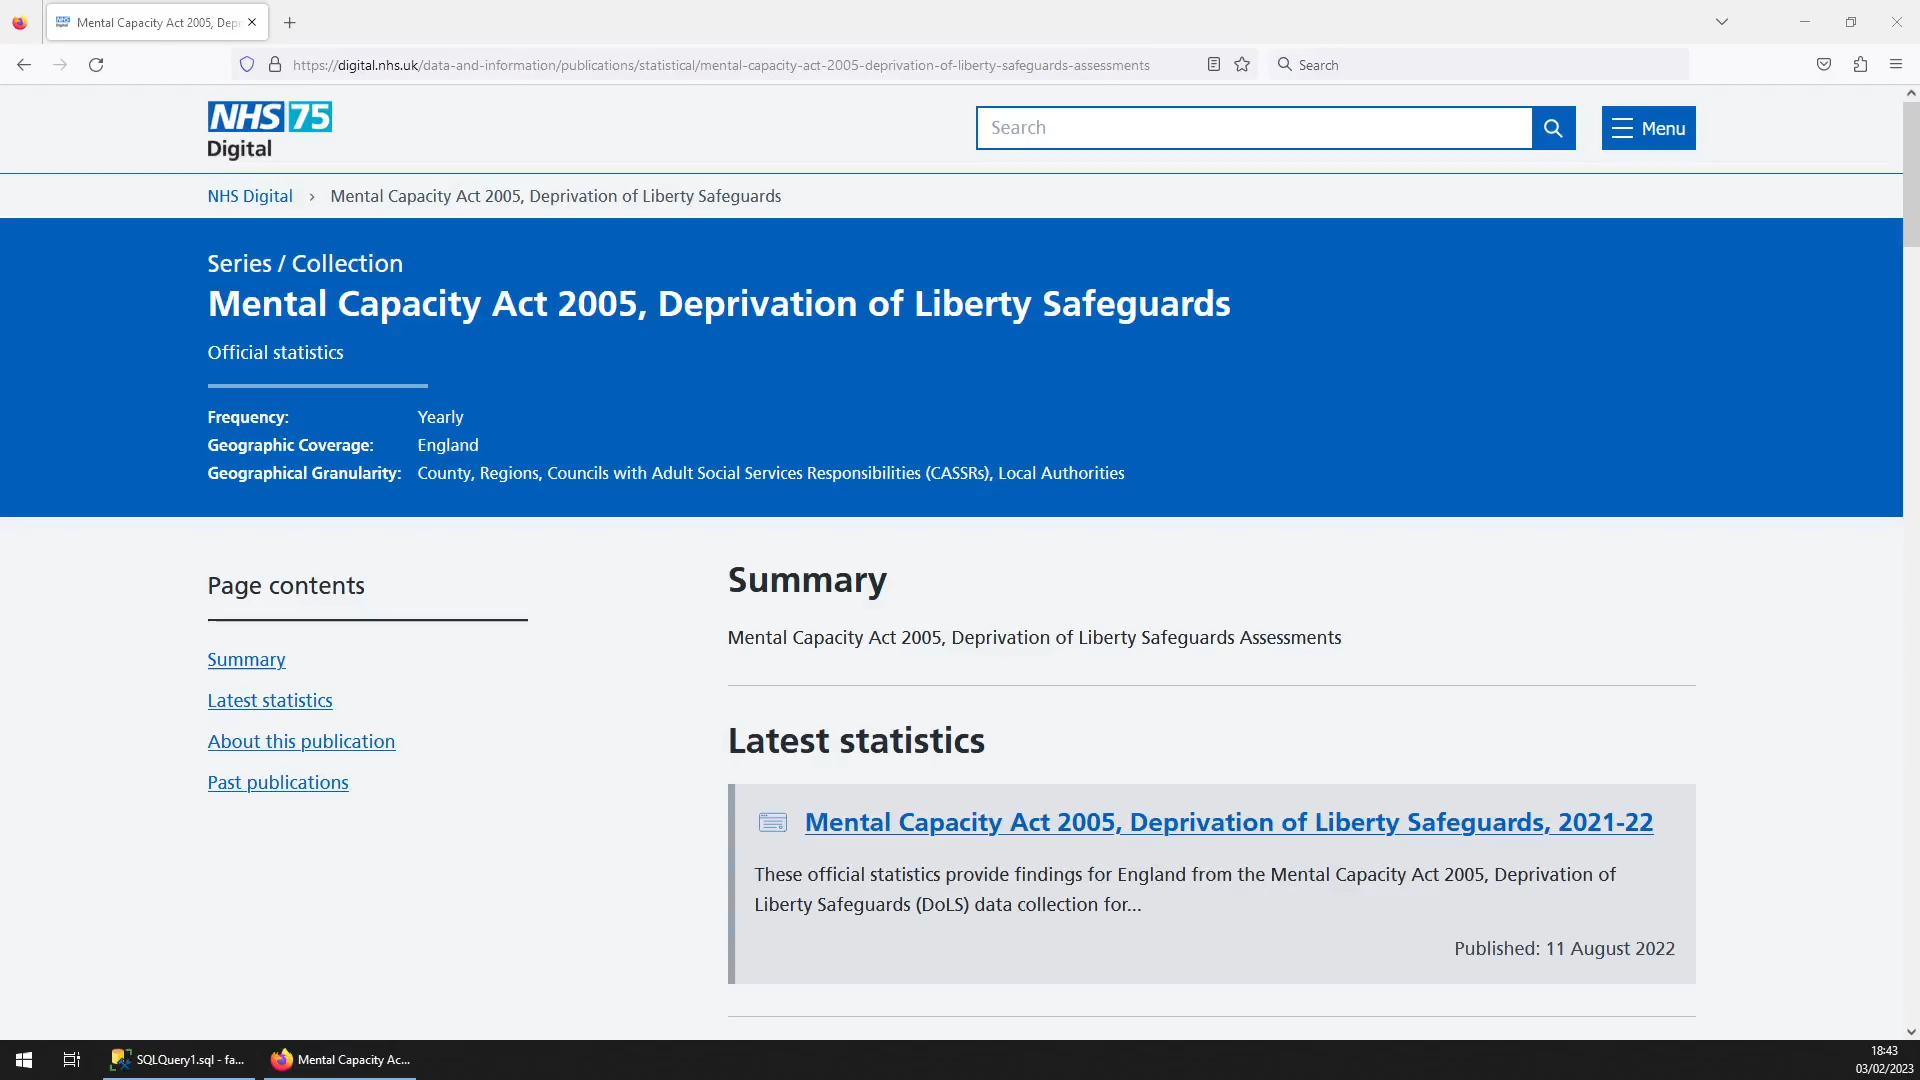 Mental Capacity Act 2005, Depr
https://digital.nhs.uk/data-and-information/publications/statistical/mental-capacity-act-2005-deprivation-of-liberty-safeguards-assessments
Search
NHS 75
Digital
Search
Menu
NHS Digital › Mental Capacity Act 2005, Deprivation of Liberty Safeguards
Series / Collection
Mental Capacity Act 2005, Deprivation of Liberty Safeguards
Official statistics
Frequency: Yearly
Geographic Coverage: England
Geographical Granularity: County, Regions, Councils with Adult Social Services Responsibilities (CASSRs), Local Authorities
Page contents
Summary
Latest statistics
About this publication
Past publications
Summary
Mental Capacity Act 2005, Deprivation of Liberty Safeguards Assessments
Latest statistics
Mental Capacity Act 2005, Deprivation of Liberty Safeguards, 2021-22
These official statistics provide findings for England from the Mental Capacity Act 2005, Deprivation of
Liberty Safeguards (DoLS) data collection for...
Published: 11 August 2022
SQLQuery1.sql - fa...
Mental Capacity Ac...
18:43
03/02/2023